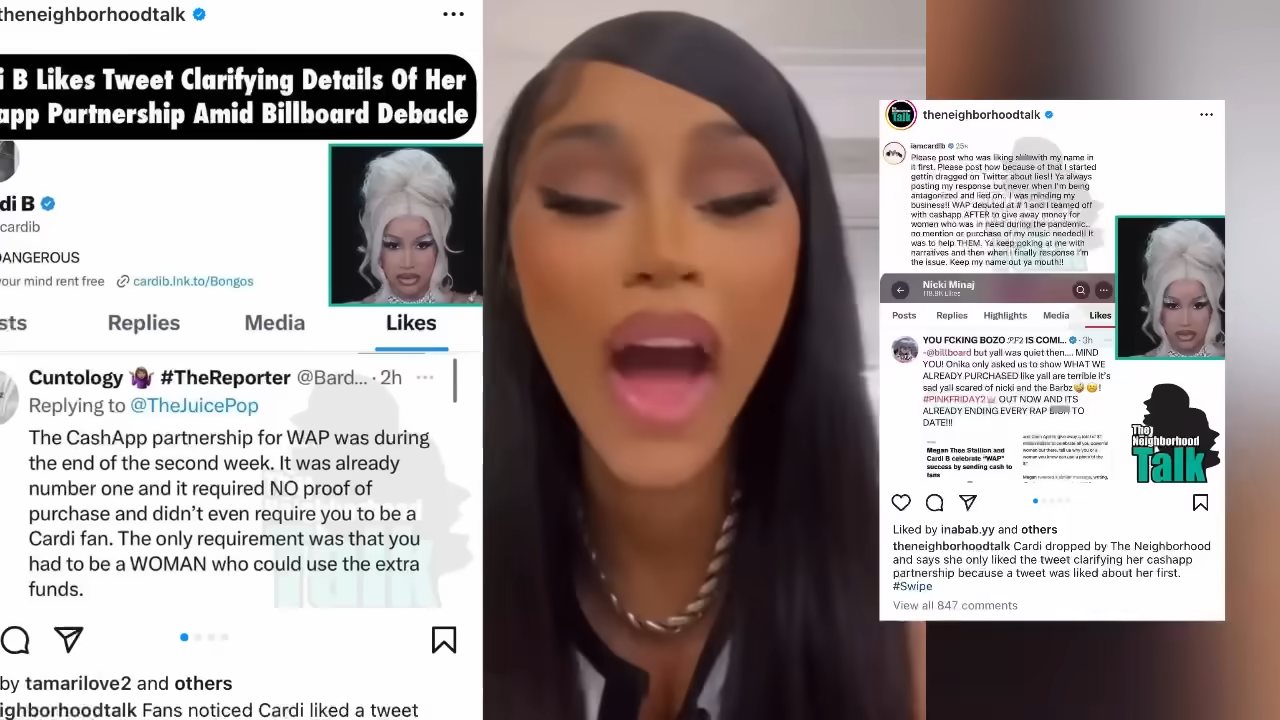 theneighborhoodtalk
i B Likes Tweet Clarifying Details Of Her
app Partnership Amid Billboard Debacle
di B
cardib
DANGEROUS
your mind rent free cardib.lnk.to/Bongos
sts Replies Media Likes
Cuntology #TheReporter @Bard... · 2h
Replying to @TheJuicePop
The CashApp partnership for WAP was during
the end of the second week. It was already
number one and it required NO proof of
purchase and didn't even require you to be a
Cardi fan. The only requirement was that you
had to be a WOMAN who could use the extra
funds.
Talk
by tamarilove2 and others
ighborhoodtalk Fans noticed Cardi liked a tweet
theneighborhoodtalk
iamcardib
Please post who was liking with my name in
it first. Please post how because of that I started
gettin dragged on Twitter about lies!! Ya always
posting my response but never when I'm being
antagonized and lied on.. I was minding my
business!! WAP debuted at # 1 and I teamed off
with cashapp AFTER to give away money for
women who was in need during the pandemic..
no mention or purchase of my music needed!! It
was to help THEM. Ya keep poking at me with
narratives and then when i finally response I'm
the issue. Keep my name out ya mouth!!
Nicki Minaj
Likes
Posts Replies Highlights Media Likes
YOU FCKING BOZO PF2 IS COMI... · 3h
-@billboard but yall was quiet then.... MIND
YOU! Onika only asked us to show WHAT WE
ALREADY PURCHASED like yall are terrible it's
sad yall scared of nicki and the Barbz !
#PINKFRIDAY2 OUT NOW AND ITS
ALREADY ENDING EVERY RAP TO
DATE!!!
Megan Thee Stallion and
Cardi B celebrate "WAP"
success by sending cash to
fans
The
Neighborhood
Talk
Liked by inabab.yy and others
theneighborhoodtalk Cardi dropped by The Neighborhood
and says she only liked the tweet clarifying her cashapp
partnership because a tweet was liked about her first.
#Swipe
View all 847 comments